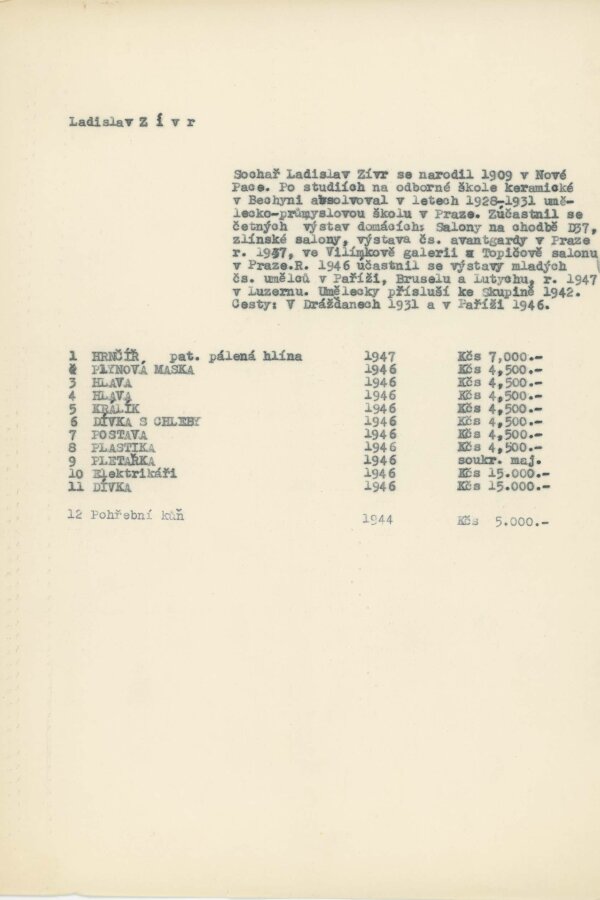 Ladislav Z í v r
Sochař Ladislav Zívr se narodil 1909 v Nové
Pace. Po studiích na odborné škole keramické
v Bechyni absolvoval v letech 1928-1931 umě-
lecko-průmyslovou školu v Praze. Zúčastnil se
četných výstav domácích: Salony na chodbě D37,
zlínské salony, výstava čs. avantgardy v Praze
r. 1937, ve Vilímkově galerii a Topičově salonu
v Praze.R. 1946 účastnil se výstavy mladých
čs. umělců v Paříži, Bruselu a Lutychu, r. 1947
v Luzernu. Umělecky přísluší ke Skupině 1942.
Cesty: V Drážďanech 1931 a v Paříži 1946.
1 HRNČÍŘ pat. pálená hlína 1947 Kčs 7,000.-
2 PLYNOVÁ MASKA 1946 Kčs 4,500.-
3 HLAVA 1946 Kčs 4,500.-
4 HLAVA 1946 Kčs 4,500.-
5 KRÁLÍK 1946 Kčs 4,500.-
6 DÍVKA S CHLEBY 1946 Kčs 4,500.-
7 POSTAVA 1946 Kčs 4,500.-
8 PLASTIKA 1946 Kčs 4,500.-
9 PLETAŘKA 1946 soukr. maj.
10 Elektrikáři 1946 Kčs 15.000.-
11 DÍVKA 1946 Kčs 15.000.-
12 Pohřební kůň 1944 Kčs 5.000.-